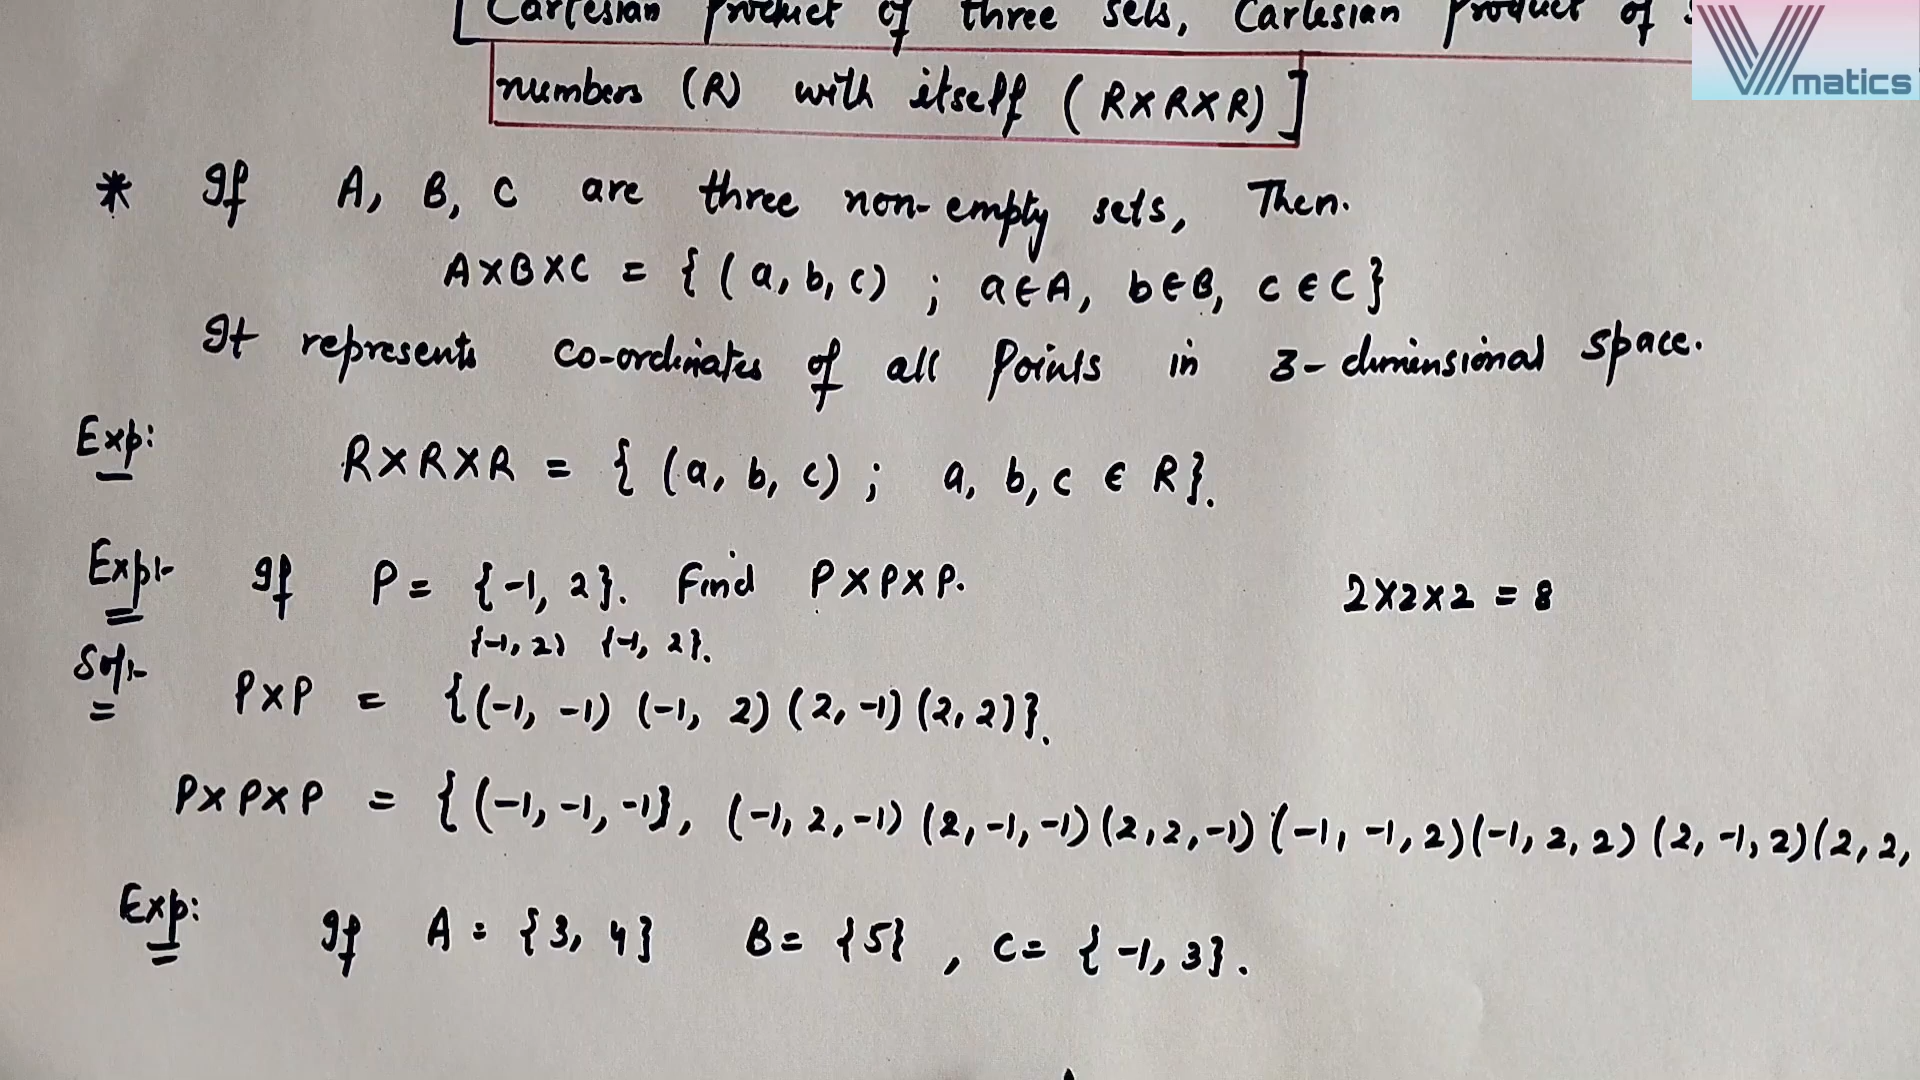 [Cartesian product of three sets, Cartesian product of
numbers (R) with itself (R×R×R)]
Vmatics
* If A, B, C are three non-empty sets, Then.
A×B×C = {(a, b, c) ; a∈A, b∈B, c∈C}
It represents co-ordinates of all Points in 3-dimensional space.
Exp: R×R×R = { (a, b, c) ; a, b, c ∈ R}.
Exp:- If P = {-1, 2}. Find P×P×P. 2×2×2 = 8
{-1, 2} {-1, 2}.
Sol:- P×P = {(-1, -1) (-1, 2) (2, -1) (2, 2)}.
P×P×P = {(-1, -1, -1}, (-1, 2, -1) (2, -1, -1) (2, 2, -1) (-1, -1, 2) (-1, 2, 2) (2, -1, 2) (2, 2,
Exp: If A = {3, 4} B = {5} , C = {-1, 3}.